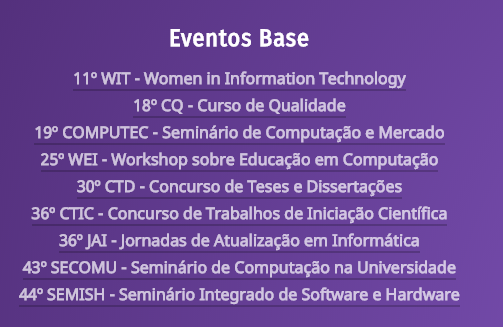 Eventos Base
11º WIT - Women in Information Technology
18º CQ - Curso de Qualidade
19º COMPUTEC - Seminário de Computação e Mercado
25º WEI - Workshop sobre Educação em Computação
30º CTD - Concurso de Teses e Dissertações
36º CTIC - Concurso de Trabalhos de Iniciação Científica
36º JAI - Jornadas de Atualização em Informática
43º SECOMU - Seminário de Computação na Universidade
44º SEMISH - Seminário Integrado de Software e Hardware